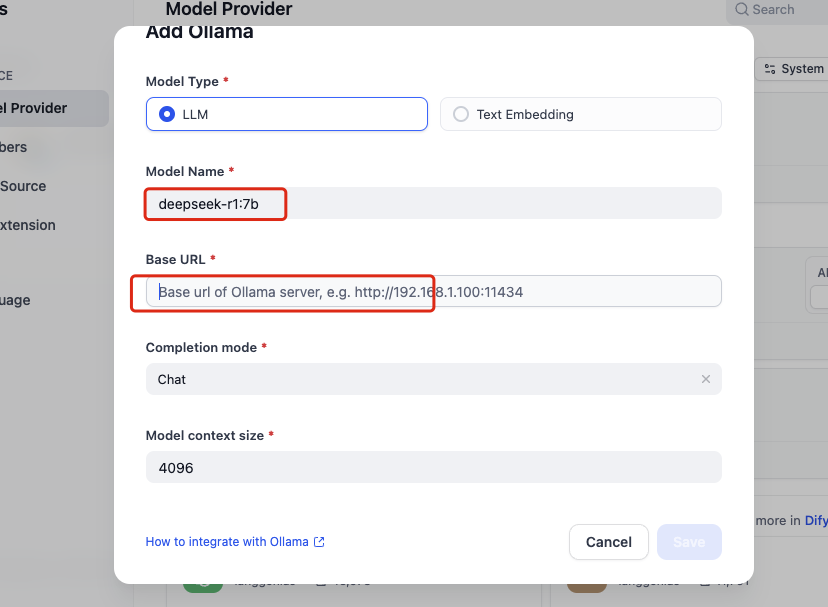 s
Model Provider
Search
Add Ollama
CE
Model Type *
System
el Provider
LLM
Text Embedding
bers
Model Name *
Source
deepseek-r1:7b
xtension
Base URL *
AI
Base url of Ollama server, e.g. http://192.168.1.100:11434
uage
Completion mode *
Chat
Model context size *
4096
more in Dify
How to integrate with Ollama
Cancel
Save